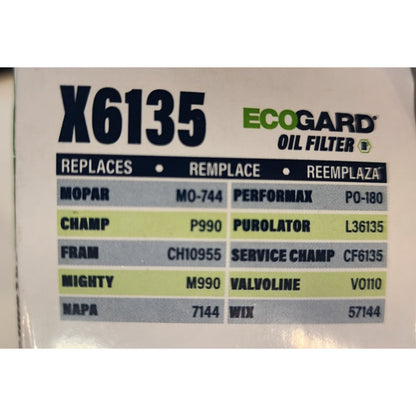 X6135 ECOGARD®
OIL FILTER
REPLACES • REMPLACE • REEMPLAZA
MOPAR MO-744 PERFORMAX PO-180
CHAMP P990 PUROLATOR L36135
FRAM CH10955 SERVICE CHAMP CF6135
MIGHTY M990 VALVOLINE VO110
NAPA 7144 WIX 57144